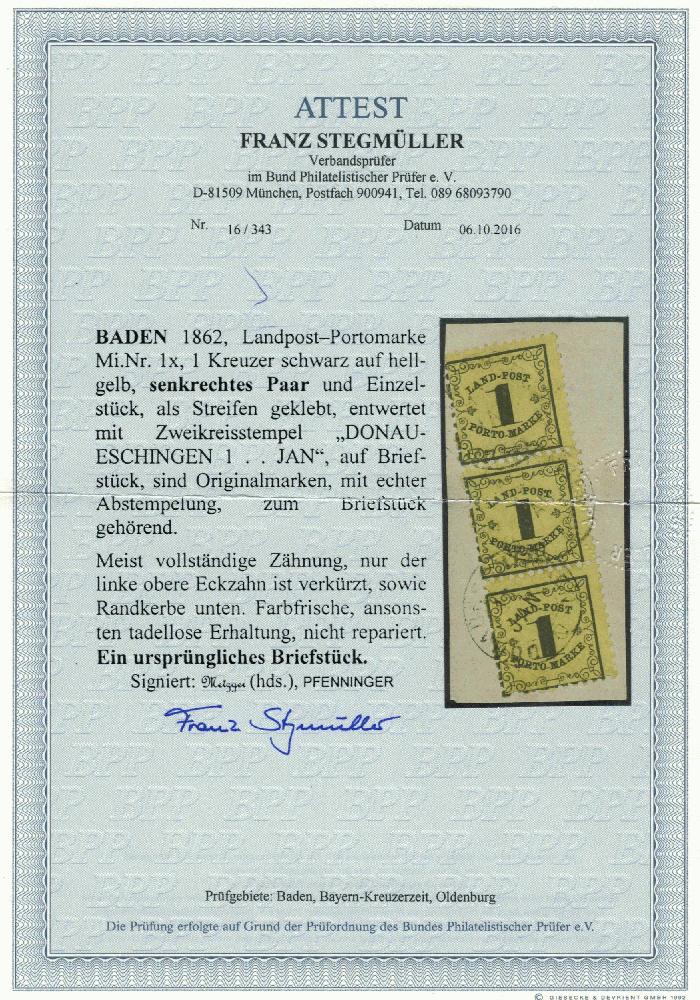 ATTEST
FRANZ STEGMÜLLER
Verbandsprüfer
im Bund Philatelistischer Prüfer e. V.
D-81509 München, Postfach 900941, Tel. 089 68093790
Nr. 16 / 343 Datum 06.10.2016
BADEN 1862, Landpost–Portomarke
Mi.Nr. 1x, 1 Kreuzer schwarz auf hell-
gelb, senkrechtes Paar und Einzel-
stück, als Streifen geklebt, entwertet
mit Zweikreisstempel „DONAU-
ESCHINGEN 1 . . JAN“, auf Brief-
stück, sind Originalmarken, mit echter
Abstempelung, zum Briefstück
gehörend.
Meist vollständige Zähnung, nur der
linke obere Eckzahn ist verkürzt, sowie
Randkerbe unten. Farbfrische, ansons-
ten tadellose Erhaltung, nicht repariert.
Ein ursprüngliches Briefstück.
Signiert: Metzger (hds.), PFENNINGER
Franz Stegmüller
LAND-POST
1
PORTO-MARKE
LAND-POST
1
PORTO-MARKE
LAND-POST
1
PORTO-MARKE
Prüfgebiete: Baden, Bayern-Kreuzerzeit, Oldenburg
Die Prüfung erfolgte auf Grund der Prüfordnung des Bundes Philatelistischer Prüfer e.V.
© GIESECKE & DEVRIENT GMBH 1992